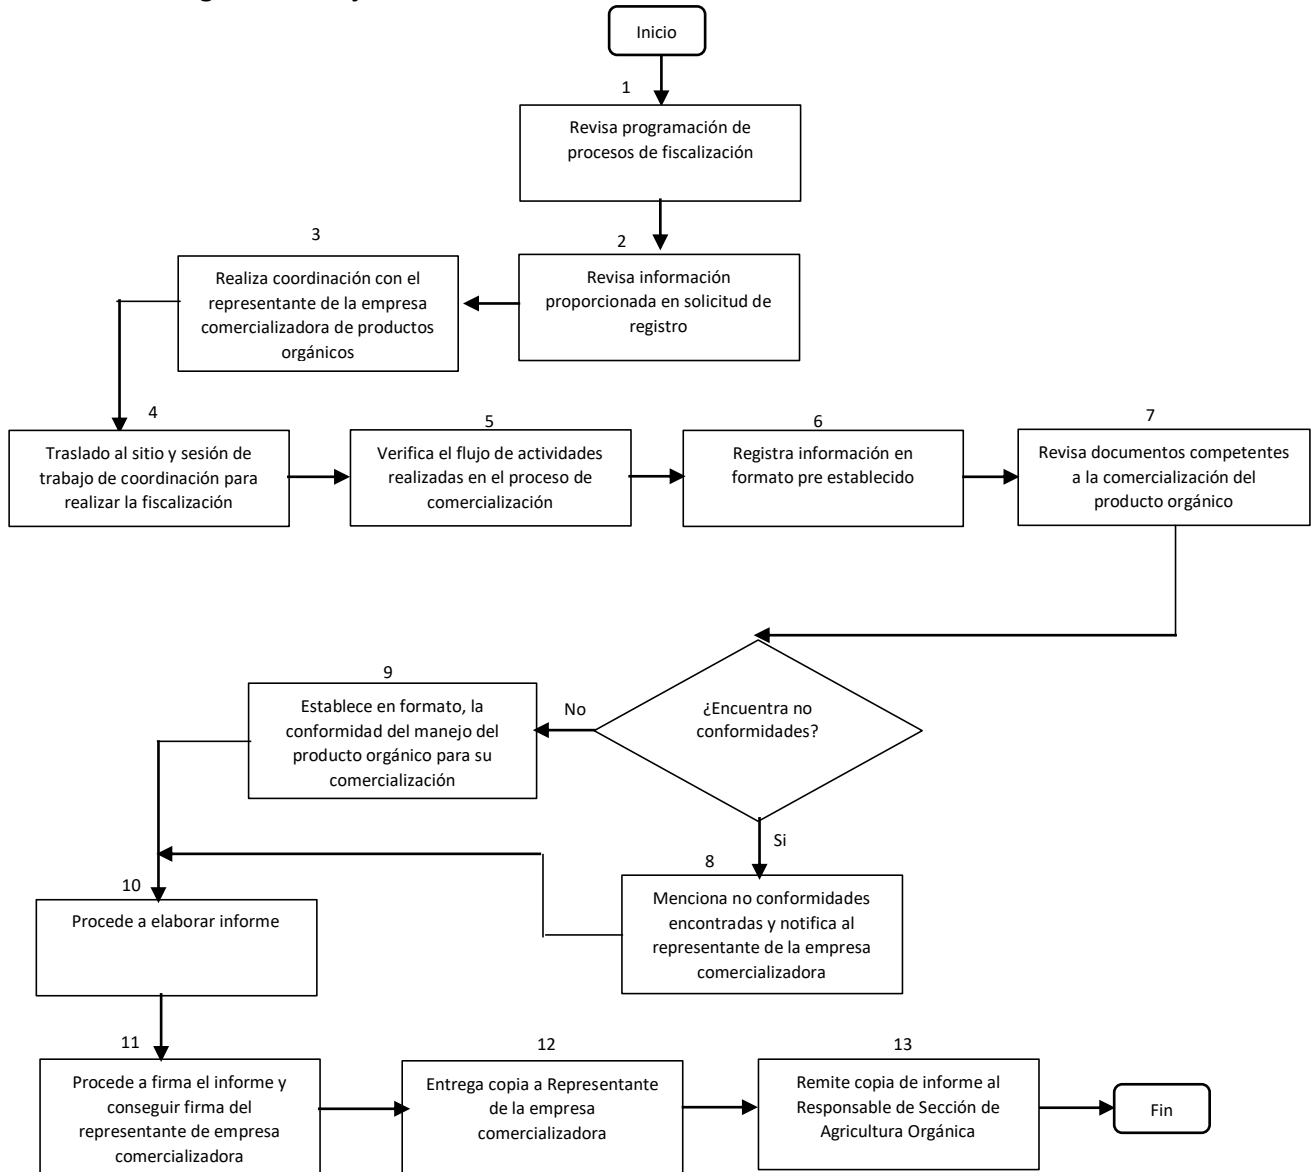 Inicio
1
Revisa programación de
procesos de fiscalización
2
Revisa información
proporcionada en solicitud de
registro
3
Realiza coordinación con el
representante de la empresa
comercializadora de productos
orgánicos
4
Traslado al sitio y sesión de
trabajo de coordinación para
realizar la fiscalización
5
Verifica el flujo de actividades
realizadas en el proceso de
comercialización
6
Registra información en
formato pre establecido
7
Revisa documentos competentes
a la comercialización del
producto orgánico
¿Encuentra no
conformidades?
No
9
Establece en formato, la
conformidad del manejo del
producto orgánico para su
comercialización
Si
8
Menciona no conformidades
encontradas y notifica al
representante de la empresa
comercializadora
10
Procede a elaborar informe
11
Procede a firma el informe y
conseguir firma del
representante de empresa
comercializadora
12
Entrega copia a Representante
de la empresa
comercializadora
13
Remite copia de informe al
Responsable de Sección de
Agricultura Orgánica
Fin